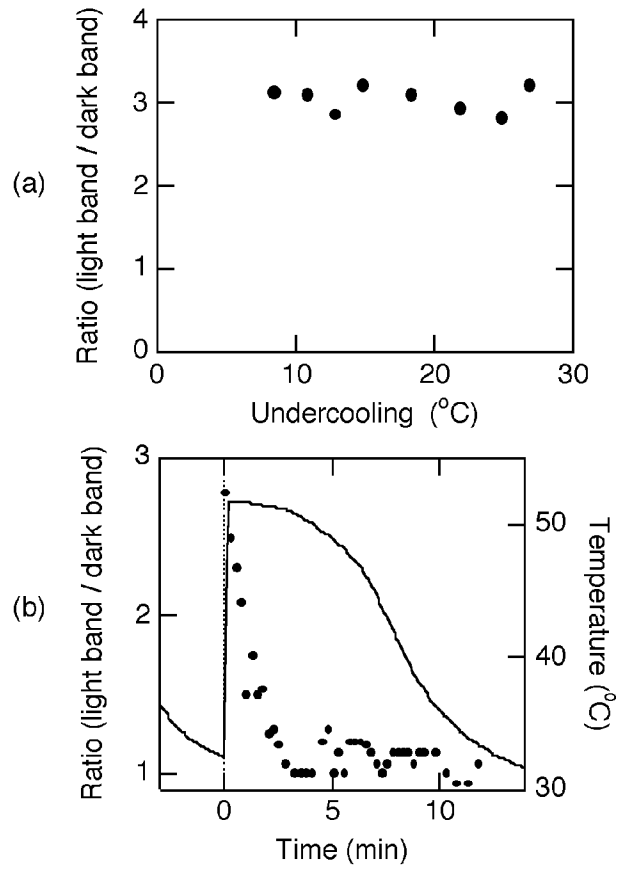 (a)
Ratio (light band / dark band)
4
3
2
1
0
0 10 20 30
Undercooling (°C)
(b)
Ratio (light band / dark band)
3
2
1
50
40
30
Temperature (°C)
0 5 10
Time (min)